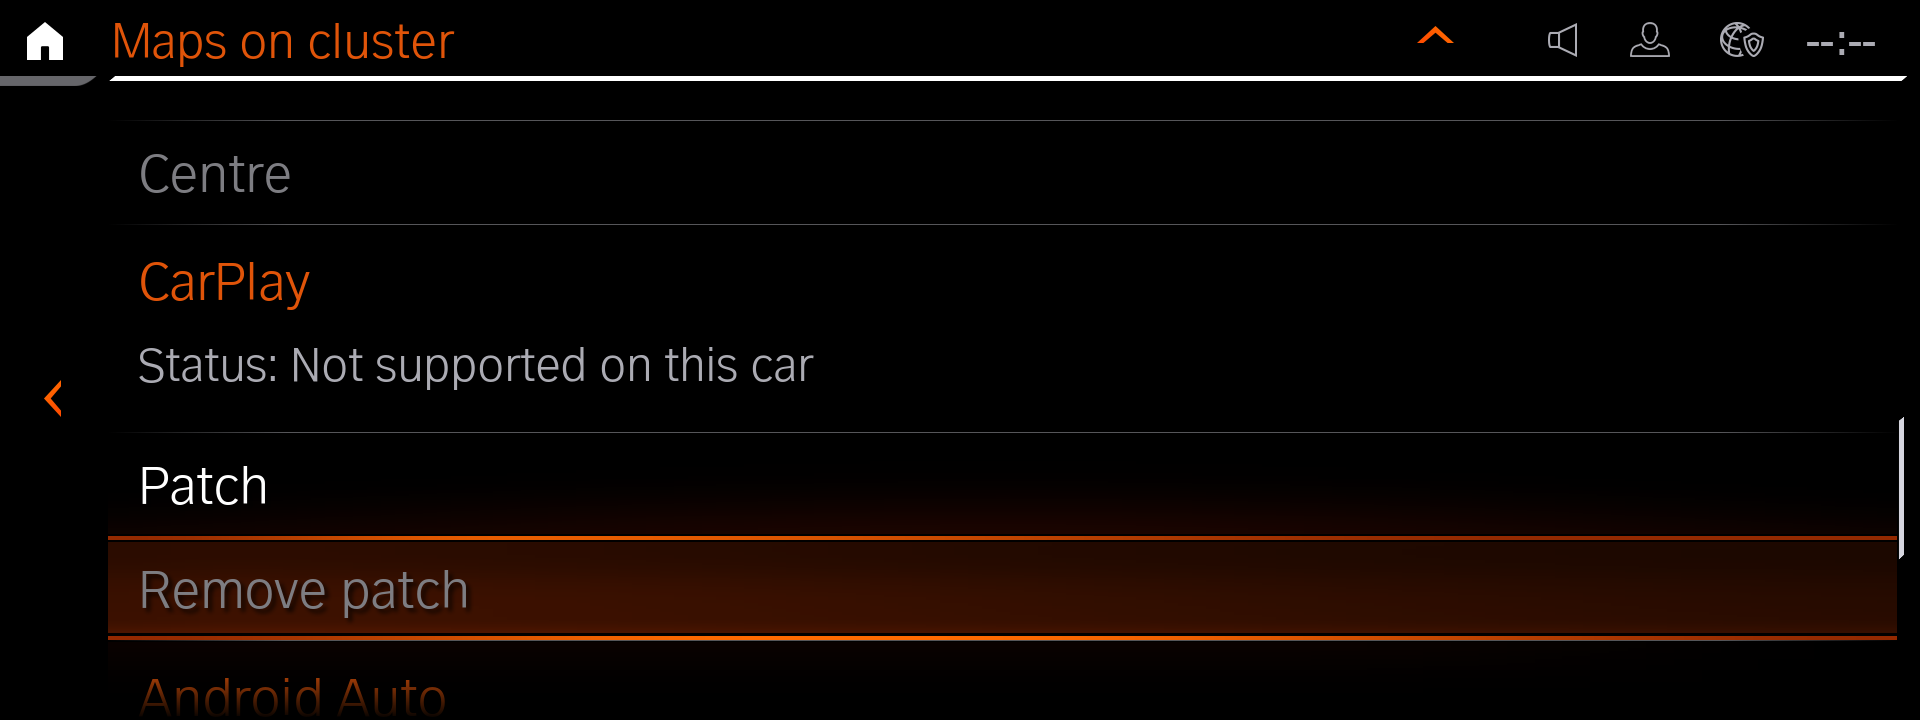 Maps on cluster
--:--
Centre
CarPlay
Status: Not supported on this car
Patch
Remove patch
Android Auto